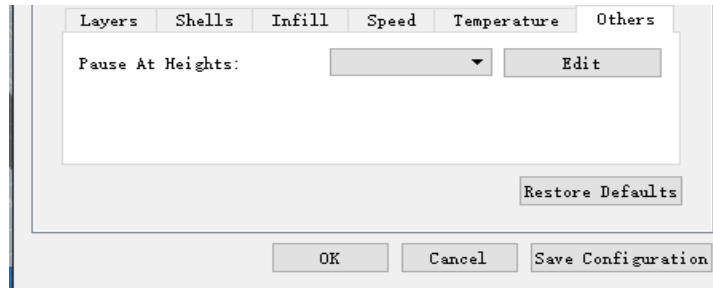 Layers Shells Infill Speed Temperature Others
Pause At Heights: Edit
Restore Defaults
OK Cancel Save Configuration